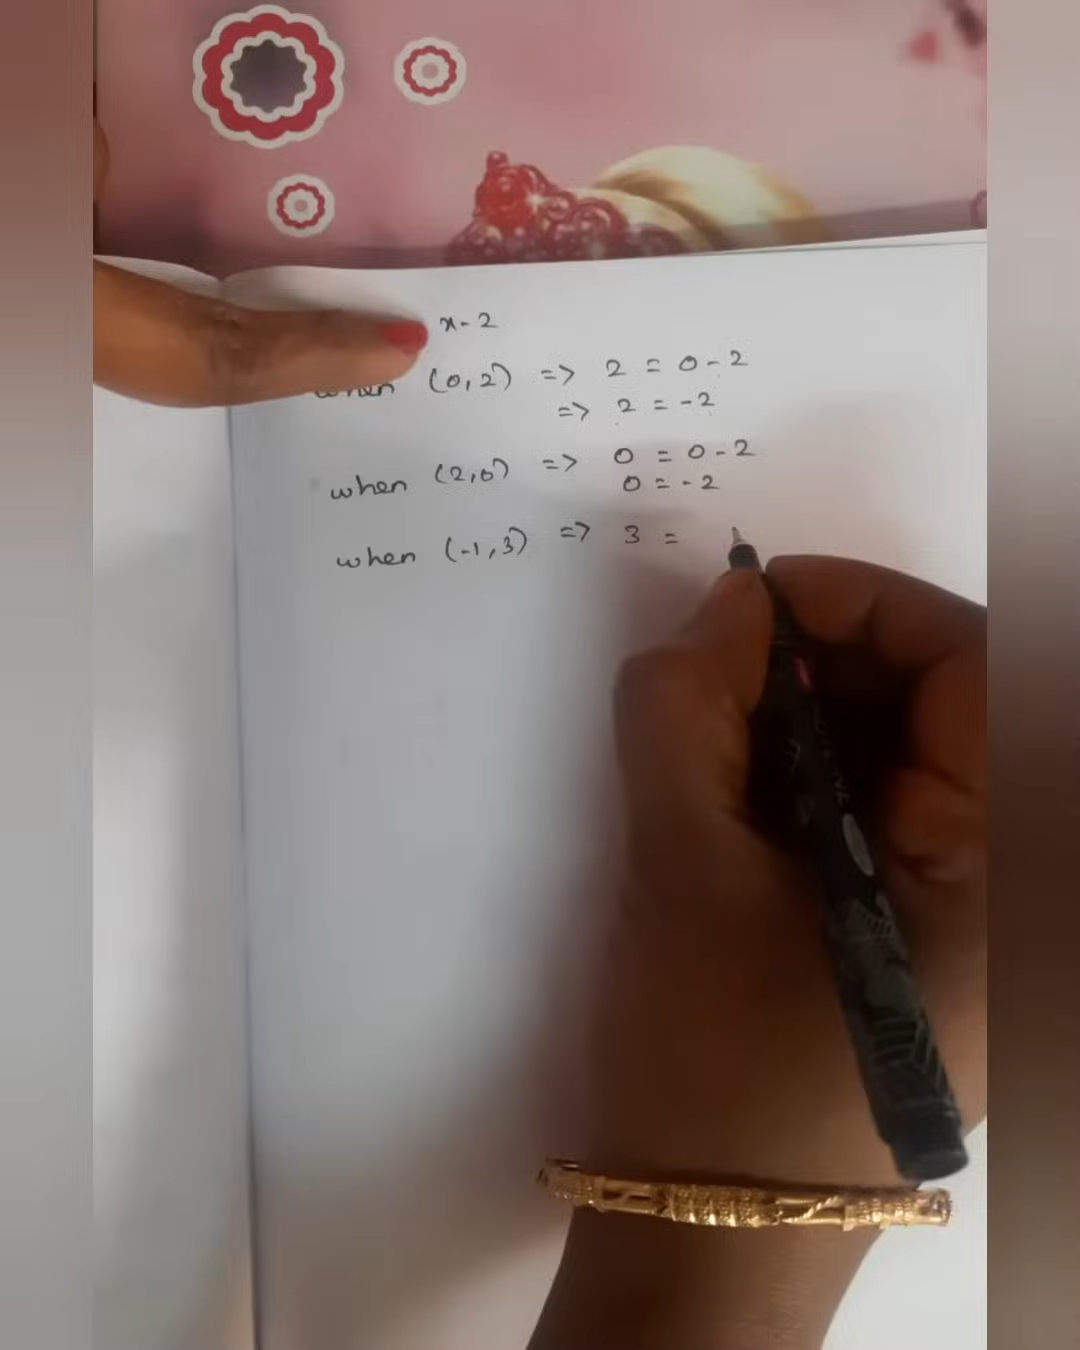 x-2
when (0,2) => 2 = 0-2
=> 2 = -2
when (2,0) => 0 = 0-2
0 = -2
when (-1,3) => 3 =